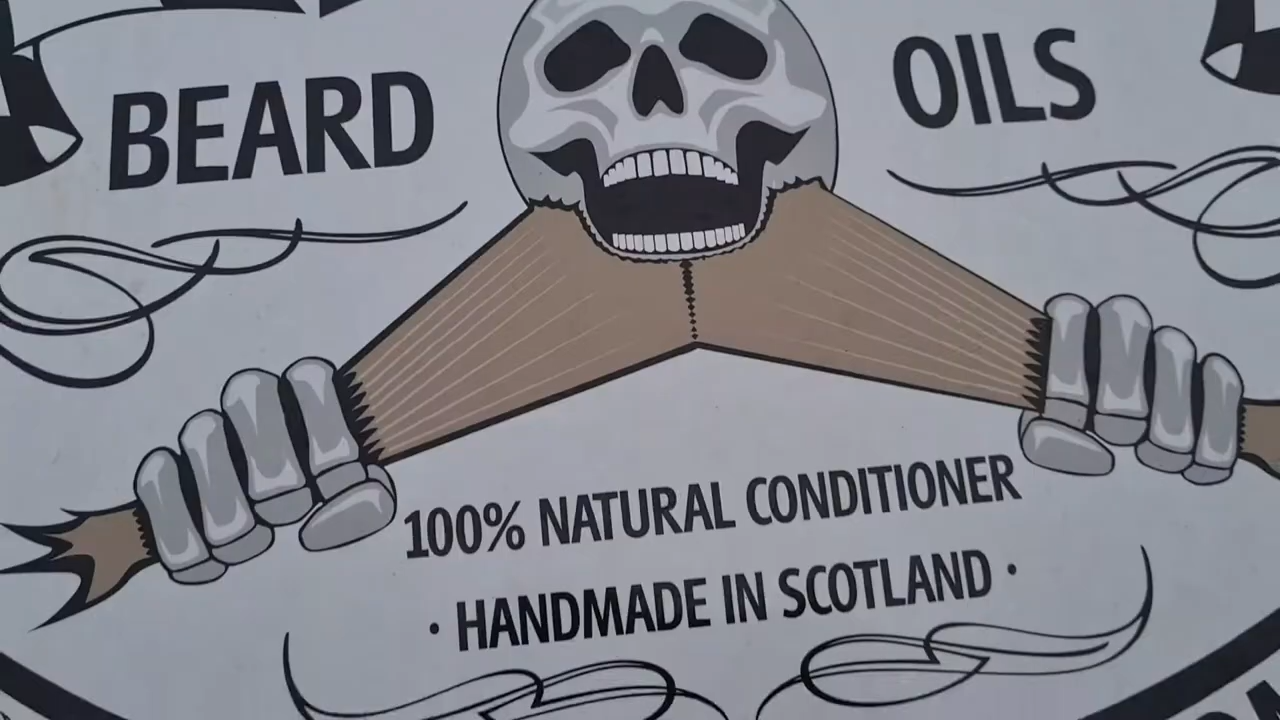 BEARD OILS
100% NATURAL CONDITIONER
· HANDMADE IN SCOTLAND ·